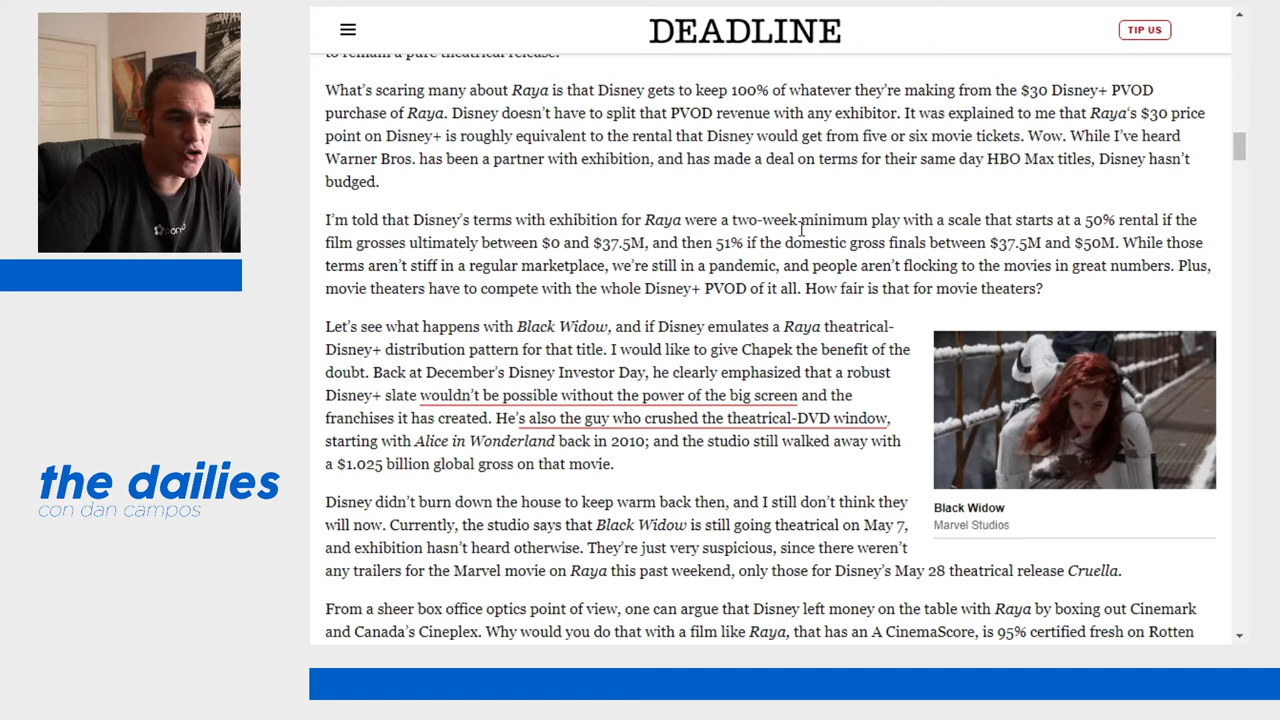 DEADLINE
TIP US
to remain a pure theatrical release.
What's scaring many about Raya is that Disney gets to keep 100% of whatever they're making from the $30 Disney+ PVOD
purchase of Raya. Disney doesn't have to split that PVOD revenue with any exhibitor. It was explained to me that Raya's $30 price
point on Disney+ is roughly equivalent to the rental that Disney would get from five or six movie tickets. Wow. While I've heard
Warner Bros. has been a partner with exhibition, and has made a deal on terms for their same day HBO Max titles, Disney hasn't
budged.
I'm told that Disney's terms with exhibition for Raya were a two-week minimum play with a scale that starts at a 50% rental if the
film grosses ultimately between $0 and $37.5M, and then 51% if the domestic gross finals between $37.5M and $50M. While those
terms aren't stiff in a regular marketplace, we're still in a pandemic, and people aren't flocking to the movies in great numbers. Plus,
movie theaters have to compete with the whole Disney+ PVOD of it all. How fair is that for movie theaters?
Let's see what happens with Black Widow, and if Disney emulates a Raya theatrical-
Disney+ distribution pattern for that title. I would like to give Chapek the benefit of the
doubt. Back at December's Disney Investor Day, he clearly emphasized that a robust
Disney+ slate wouldn't be possible without the power of the big screen and the
franchises it has created. He's also the guy who crushed the theatrical-DVD window,
starting with Alice in Wonderland back in 2010; and the studio still walked away with
a $1.025 billion global gross on that movie.
Black Widow
Marvel Studios
Disney didn't burn down the house to keep warm back then, and I still don't think they
will now. Currently, the studio says that Black Widow is still going theatrical on May 7,
and exhibition hasn't heard otherwise. They're just very suspicious, since there weren't
any trailers for the Marvel movie on Raya this past weekend, only those for Disney's May 28 theatrical release Cruella.
From a sheer box office optics point of view, one can argue that Disney left money on the table with Raya by boxing out Cinemark
and Canada's Cineplex. Why would you do that with a film like Raya, that has an A CinemaScore, is 95% certified fresh on Rotten
the dailies
con dan campos